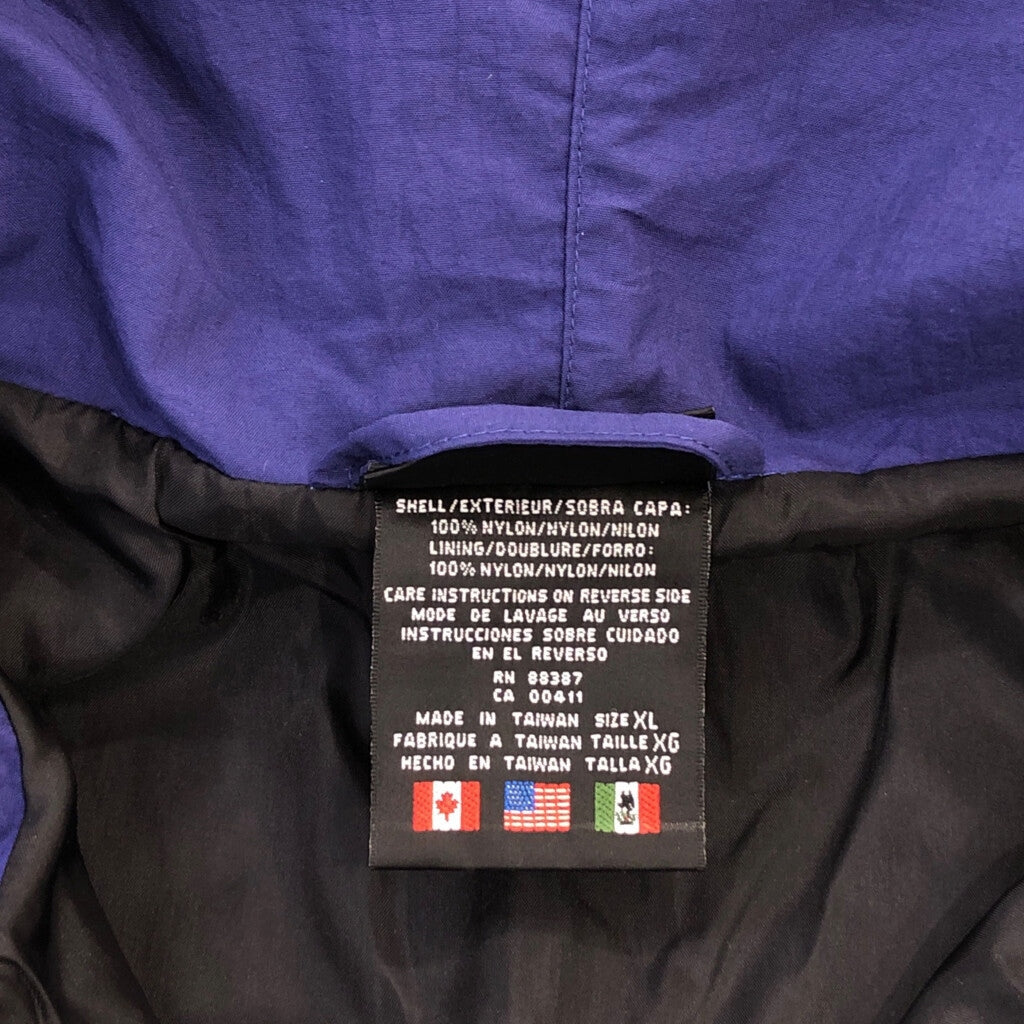 SHELL/EXTERIEUR/SOBRA CAPA:
100% NYLON/NYLON/NILON
LINING/DOUBLURE/FORRO:
100% NYLON/NYLON/NILON
CARE INSTRUCTIONS ON REVERSE SIDE
MODE DE LAVAGE AU VERSO
INSTRUCCIONES SOBRE CUIDADO
EN EL REVERSO
RN 88387
CA 00411
MADE IN TAIWAN SIZE XL
FABRIQUE A TAIWAN TAILLE XG
HECHO EN TAIWAN TALLA XG